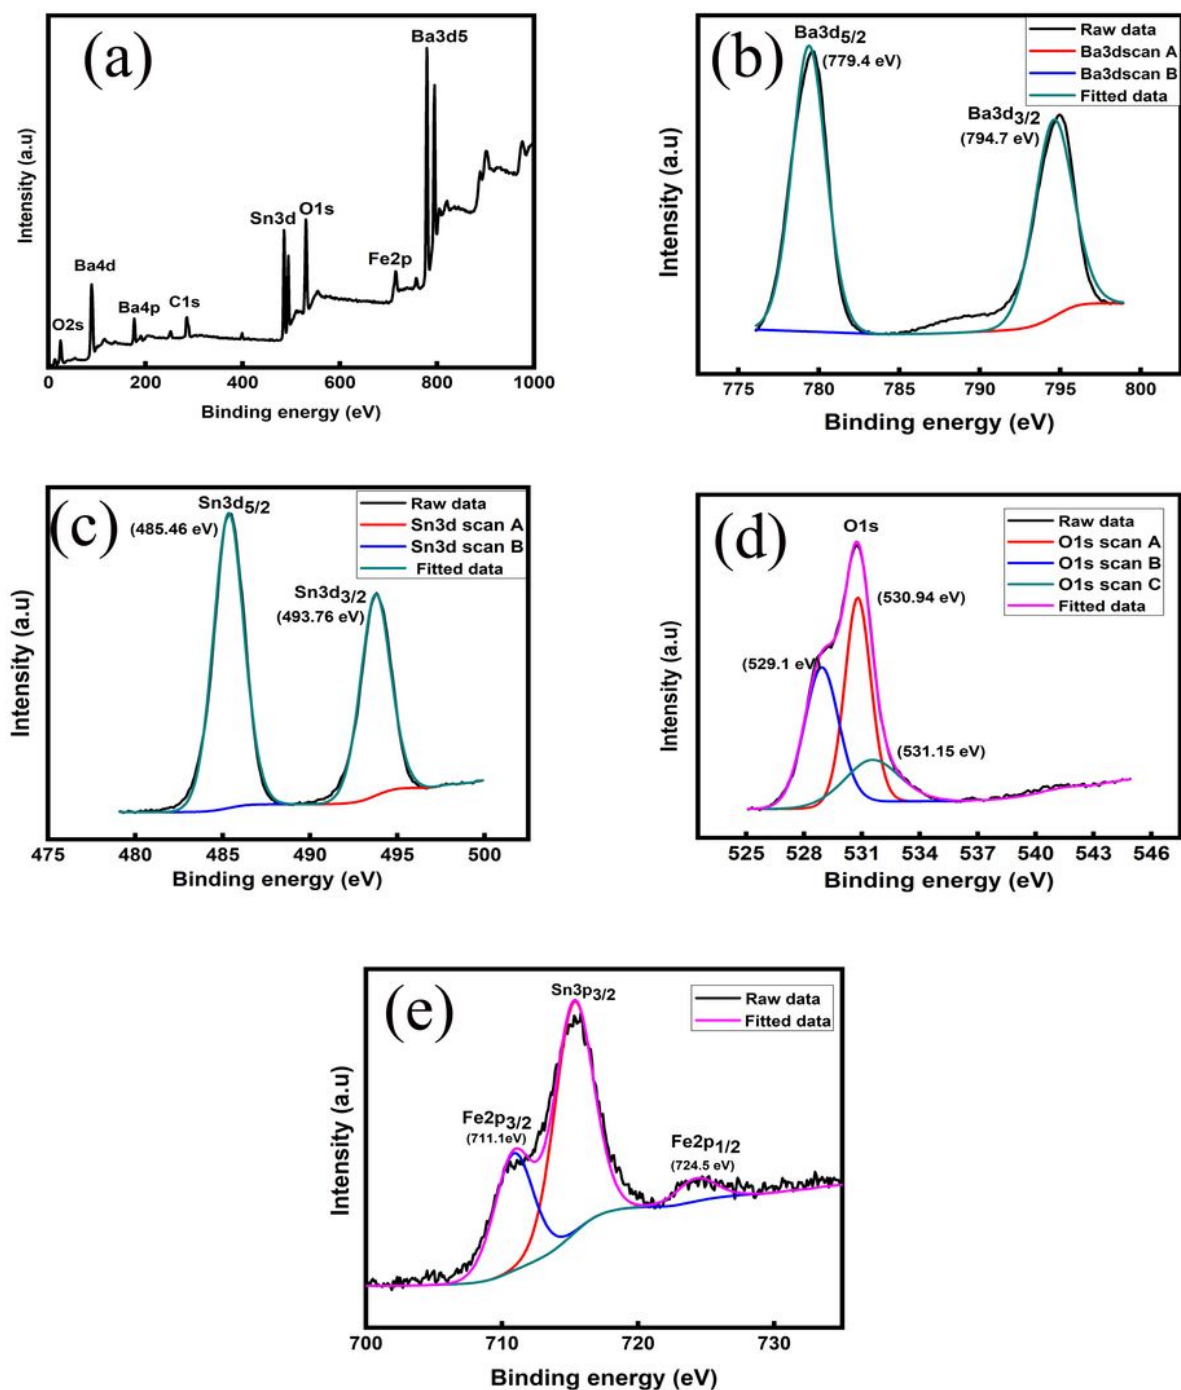 (a)
Ba3d5
Sn3d
O1s
Fe2p
Ba4d
Ba4p
C1s
O2s
Intensity (a.u)
0 200 400 600 800 1000
Binding energy (eV)
(b)
Ba3d5/2
(779.4 eV)
Ba3d3/2
(794.7 eV)
Raw data
Ba3dscan A
Ba3dscan B
Fitted data
Intensity (a.u)
775 780 785 790 795 800
Binding energy (eV)
(c)
Sn3d5/2
(485.46 eV)
Sn3d3/2
(493.76 eV)
Raw data
Sn3d scan A
Sn3d scan B
Fitted data
Intensity (a.u)
475 480 485 490 495 500
Binding energy (eV)
(d)
O1s
(530.94 eV)
(529.1 eV)
(531.15 eV)
Raw data
O1s scan A
O1s scan B
O1s scan C
Fitted data
Intensity (a.u)
525 528 531 534 537 540 543 546
Binding energy (eV)
(e)
Sn3p3/2
Fe2p3/2
(711.1eV)
Fe2p1/2
(724.5 eV)
Raw data
Fitted data
Intensity (a.u)
700 710 720 730
Binding energy (eV)